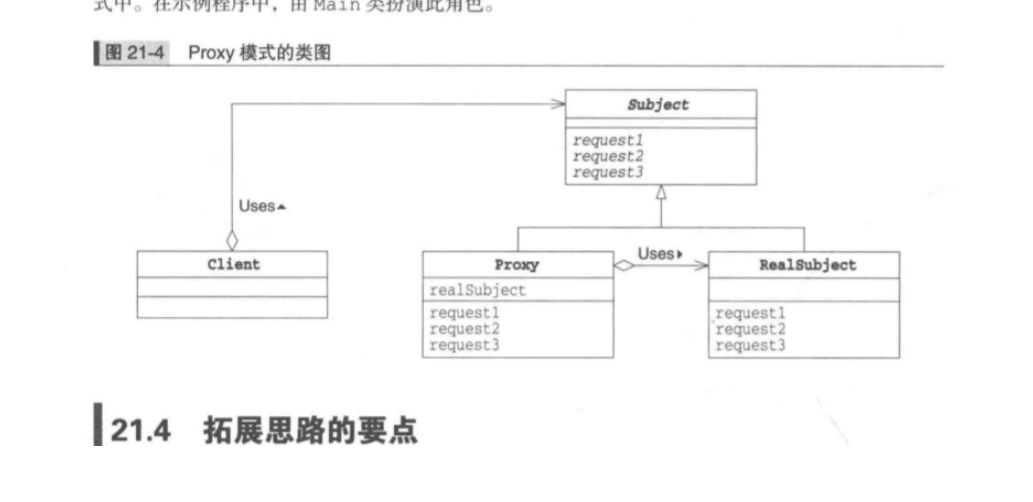 式中。在示例程序中，由 Main 类扮演此角色。
图 21-4 Proxy 模式的类图
Subject
request1
request2
request3
Uses
Client
Proxy
realSubject
request1
request2
request3
Uses
RealSubject
request1
request2
request3
21.4 拓展思路的要点